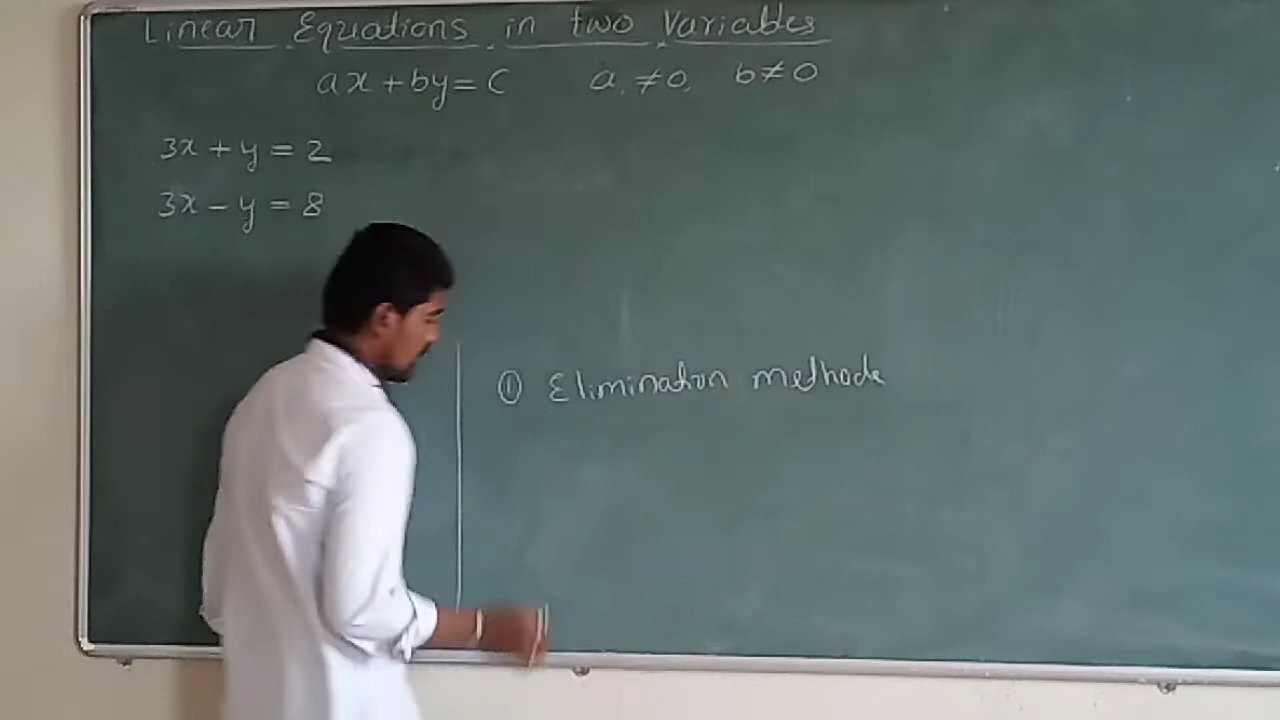 Linear Equations in two Variables
ax + by = C a ≠ 0, b ≠ 0
3x + y = 2
3x - y = 8
① Elimination methode